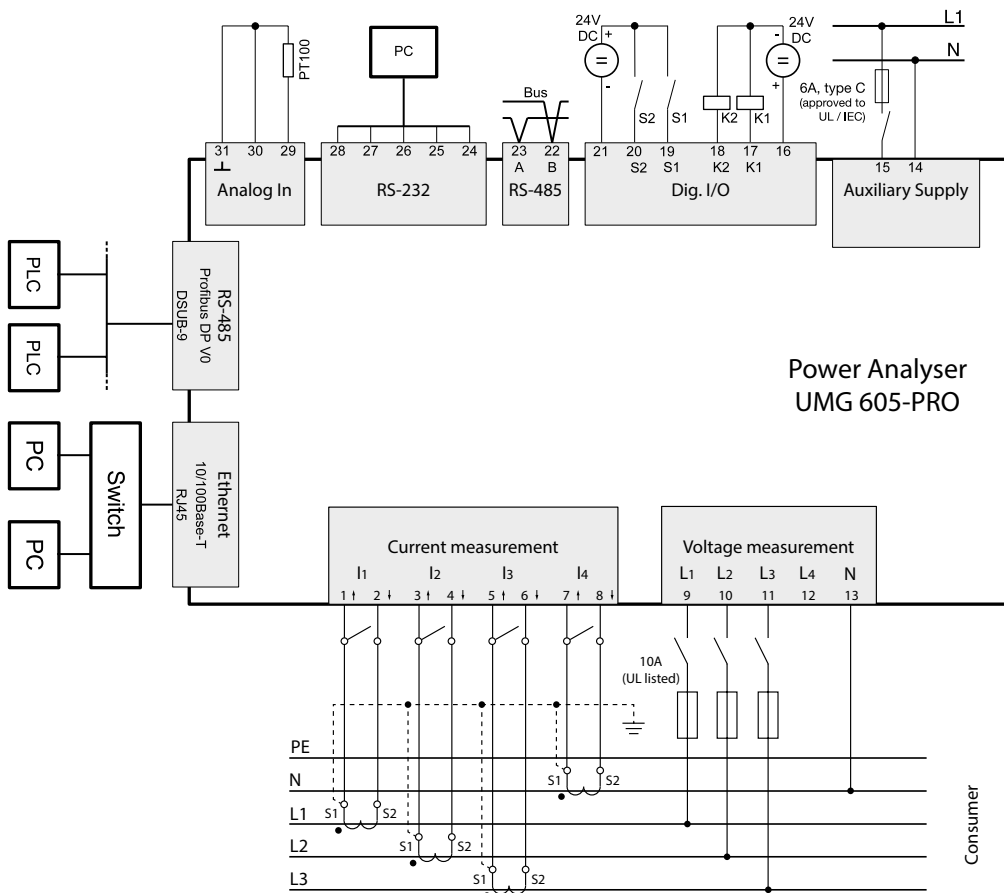 24V
DC
+
-
24V
DC
-
+
L1
N
PT100
PC
Bus
S2
S1
K2
K1
6A, type C
(approved to
UL / IEC)
31
30
29
28
27
26
25
24
23
22
21
20
19
18
17
16
15
14
A
B
S2
S1
K2
K1
Analog In
RS-232
RS-485
Dig. I/O
Auxiliary Supply
PLC
PLC
RS-485
Profibus DP V0
DSUB-9
Power Analyser
UMG 605-PRO
PC
PC
Switch
Ethernet
10/100Base-T
RJ45
Current measurement
Voltage measurement
I1
I2
I3
I4
L1
L2
L3
L4
N
1
2
3
4
5
6
7
8
9
10
11
12
13
10A
(UL listed)
PE
N
S1
S2
L1
S1
S2
L2
S1
S2
L3
S1
S2
Consumer